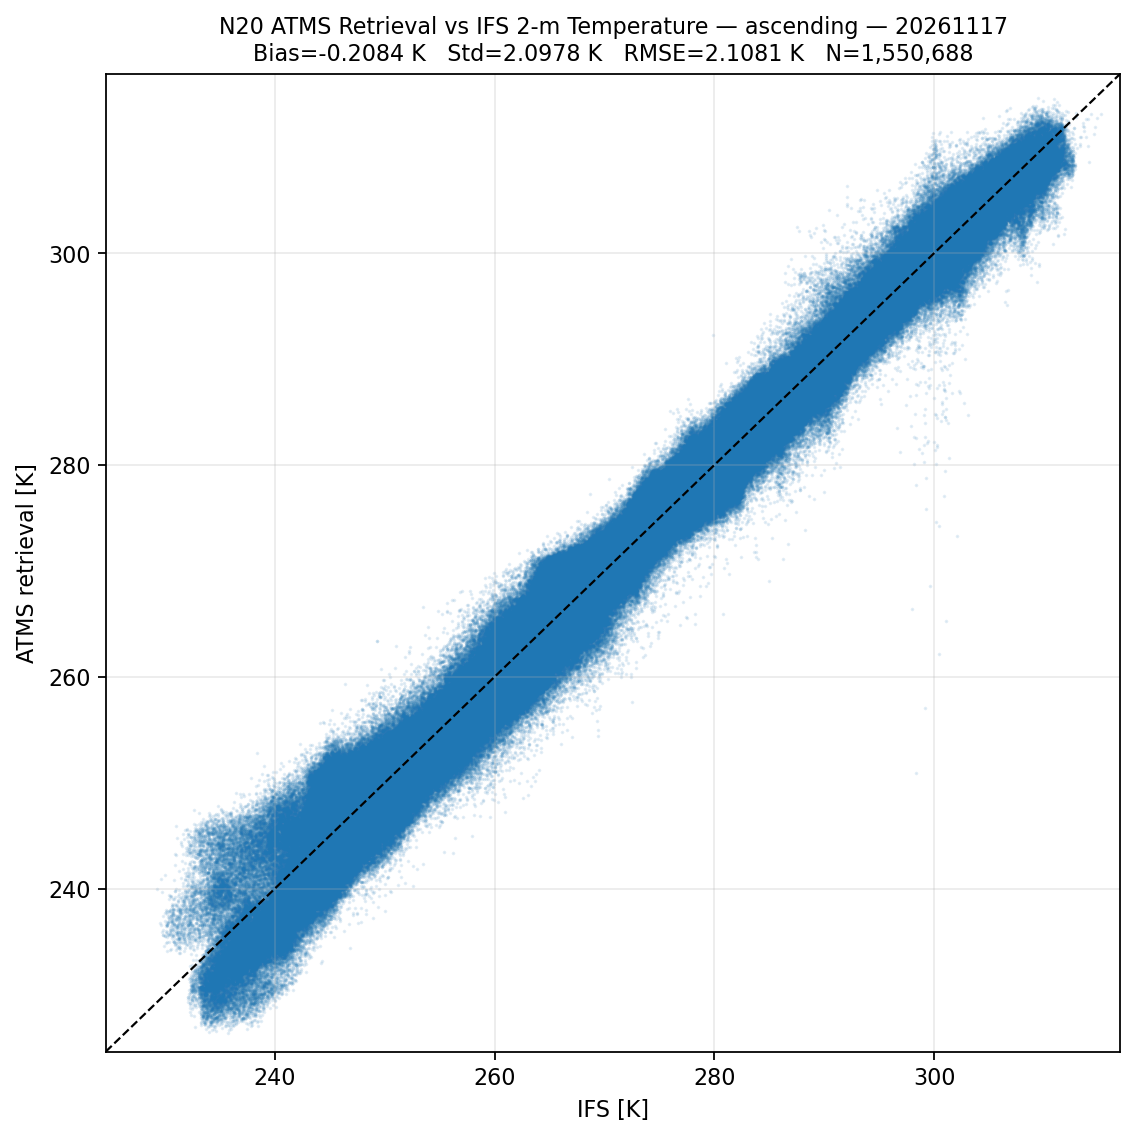 N20 ATMS Retrieval vs IFS 2-m Temperature — ascending — 20261117
Bias=-0.2084 K   Std=2.0978 K   RMSE=2.1081 K   N=1,550,688
ATMS retrieval [K]
300
280
260
240
240
260
280
300
IFS [K]